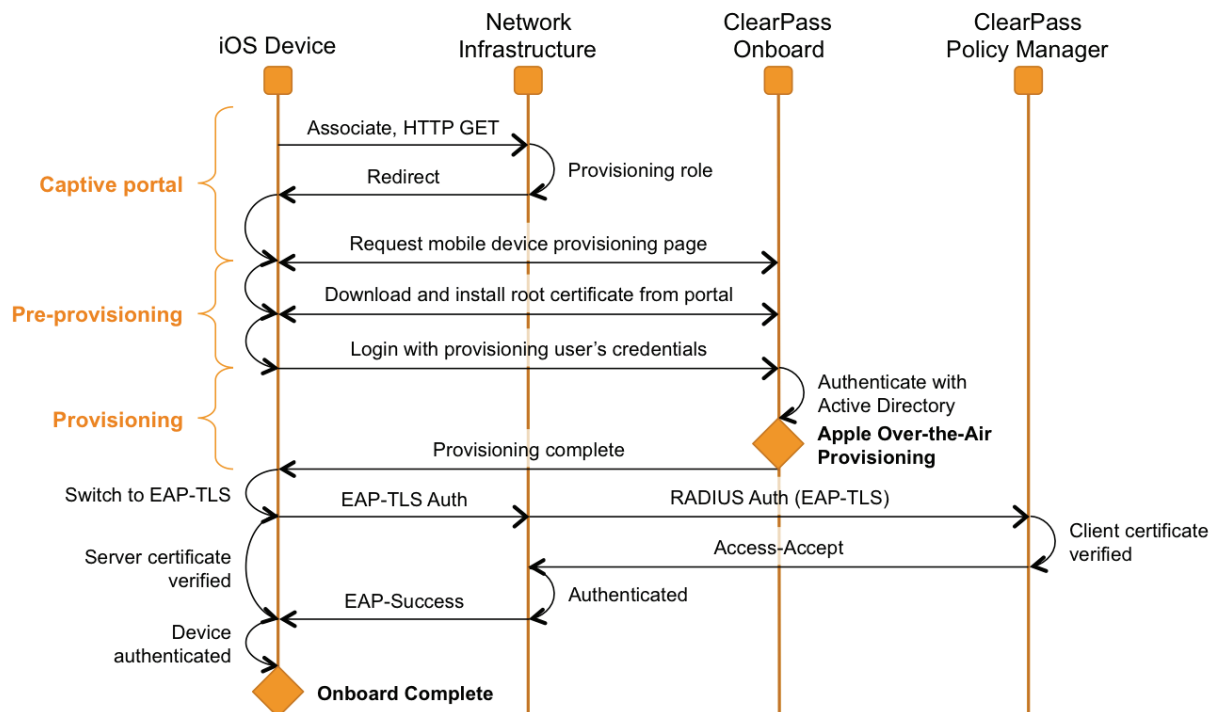 iOS Device
Network
Infrastructure
ClearPass
Onboard
ClearPass
Policy Manager
Captive portal
Associate, HTTP GET
Provisioning role
Redirect
Request mobile device provisioning page
Pre-provisioning
Download and install root certificate from portal
Login with provisioning user’s credentials
Provisioning
Authenticate with
Active Directory
Apple Over-the-Air
Provisioning
Provisioning complete
Switch to EAP-TLS
EAP-TLS Auth
RADIUS Auth (EAP-TLS)
Client certificate
verified
Access-Accept
Server certificate
verified
Authenticated
EAP-Success
Device
authenticated
Onboard Complete